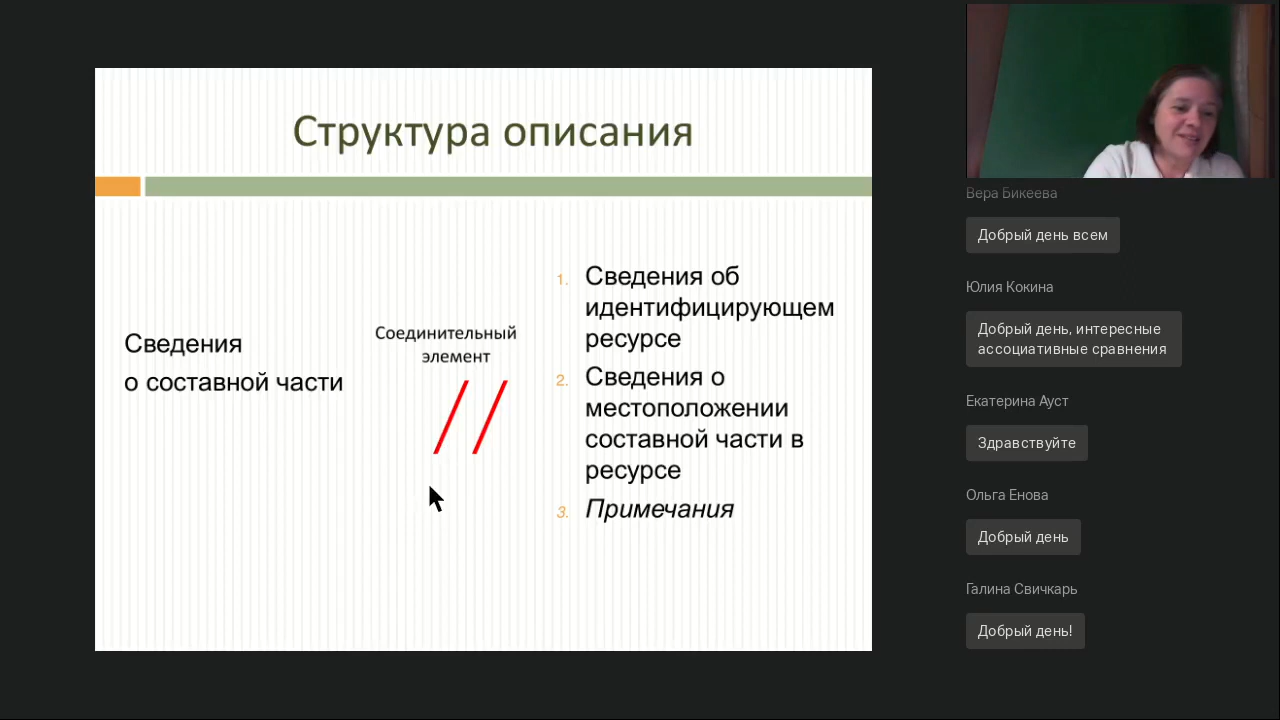 Структура описания
Сведения
о составной части
Соединительный
элемент
//
1. Сведения об
идентифицирующем
ресурсе
2. Сведения о
местоположении
составной части в
ресурсе
3. Примечания
Вера Бикеева
Добрый день всем
Юлия Кокина
Добрый день, интересные
ассоциативные сравнения
Екатерина Ауст
Здравствуйте
Ольга Енова
Добрый день
Галина Свичкарь
Добрый день!